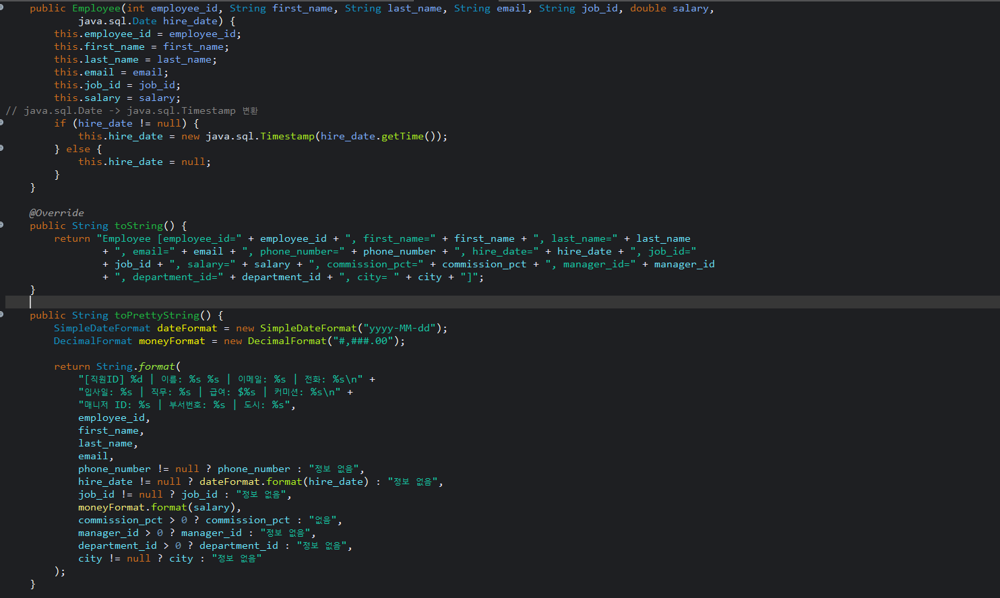 public Employee(int employee_id, String first_name, String last_name, String email, String job_id, double salary,
java.sql.Date hire_date) {
this.employee_id = employee_id;
this.first_name = first_name;
this.last_name = last_name;
this.email = email;
this.job_id = job_id;
this.salary = salary;
// java.sql.Date -> java.sql.Timestamp 변환
if (hire_date != null) {
this.hire_date = new java.sql.Timestamp(hire_date.getTime());
} else {
this.hire_date = null;
}
}
@Override
public String toString() {
return "Employee [employee_id=" + employee_id + ", first_name=" + first_name + ", last_name=" + last_name
+ ", email=" + email + ", phone_number=" + phone_number + ", hire_date=" + hire_date + ", job_id="
+ job_id + ", salary=" + salary + ", commission_pct=" + commission_pct + ", manager_id=" + manager_id
+ ", department_id=" + department_id + ", city= " + city + "]";
}
public String toPrettyString() {
SimpleDateFormat dateFormat = new SimpleDateFormat("yyyy-MM-dd");
DecimalFormat moneyFormat = new DecimalFormat("#,###.00");
return String.format(
"[직원ID] %d | 이름: %s %s | 이메일: %s | 전화: %s\n" +
"입사일: %s | 직무: %s | 급여: $%s | 커미션: %s\n" +
"매니저 ID: %s | 부서번호: %s | 도시: %s",
employee_id,
first_name,
last_name,
email,
phone_number != null ? phone_number : "정보 없음",
hire_date != null ? dateFormat.format(hire_date) : "정보 없음",
job_id != null ? job_id : "정보 없음",
moneyFormat.format(salary),
commission_pct > 0 ? commission_pct : "없음",
manager_id > 0 ? manager_id : "정보 없음",
department_id > 0 ? department_id : "정보 없음",
city != null ? city : "정보 없음"
);
}